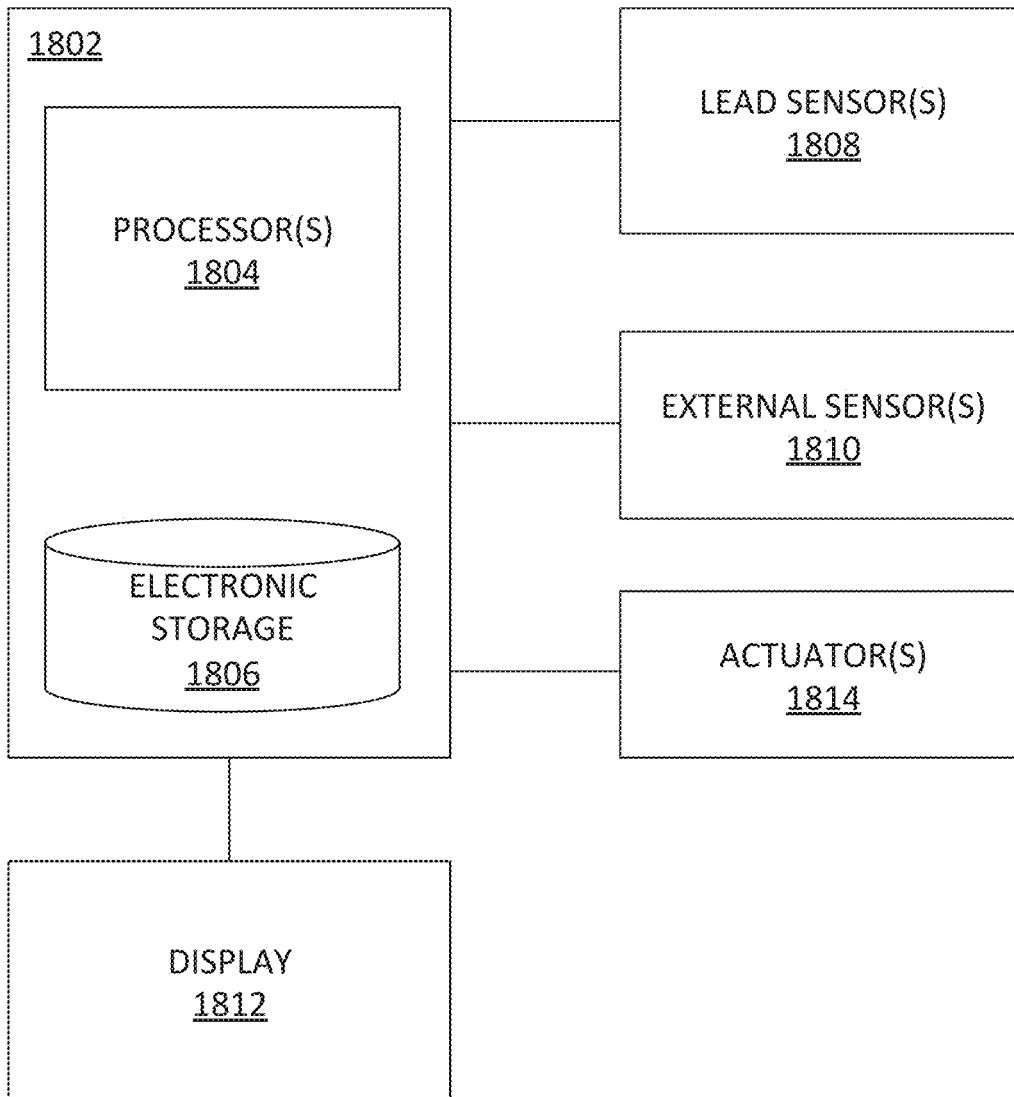 1802
PROCESSOR(S)
1804
ELECTRONIC
STORAGE
1806
LEAD SENSOR(S)
1808
EXTERNAL SENSOR(S)
1810
ACTUATOR(S)
1814
DISPLAY
1812